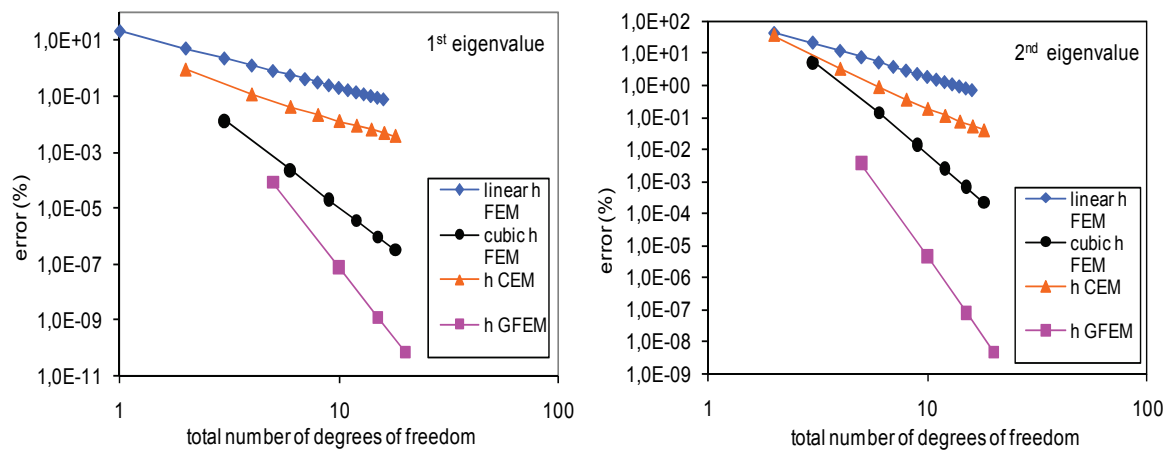 1st eigenvalue
1,0E+01
1,0E-01
1,0E-03
1,0E-05
1,0E-07
1,0E-09
1,0E-11
error (%)
1
10
100
total number of degrees of freedom
linear h
FEM
cubic h
FEM
h CEM
h GFEM
2nd eigenvalue
1,0E+02
1,0E+01
1,0E+00
1,0E-01
1,0E-02
1,0E-03
1,0E-04
1,0E-05
1,0E-06
1,0E-07
1,0E-08
1,0E-09
error (%)
1
10
100
total number of degrees of freedom
linear h
FEM
cubic h
FEM
h CEM
h GFEM